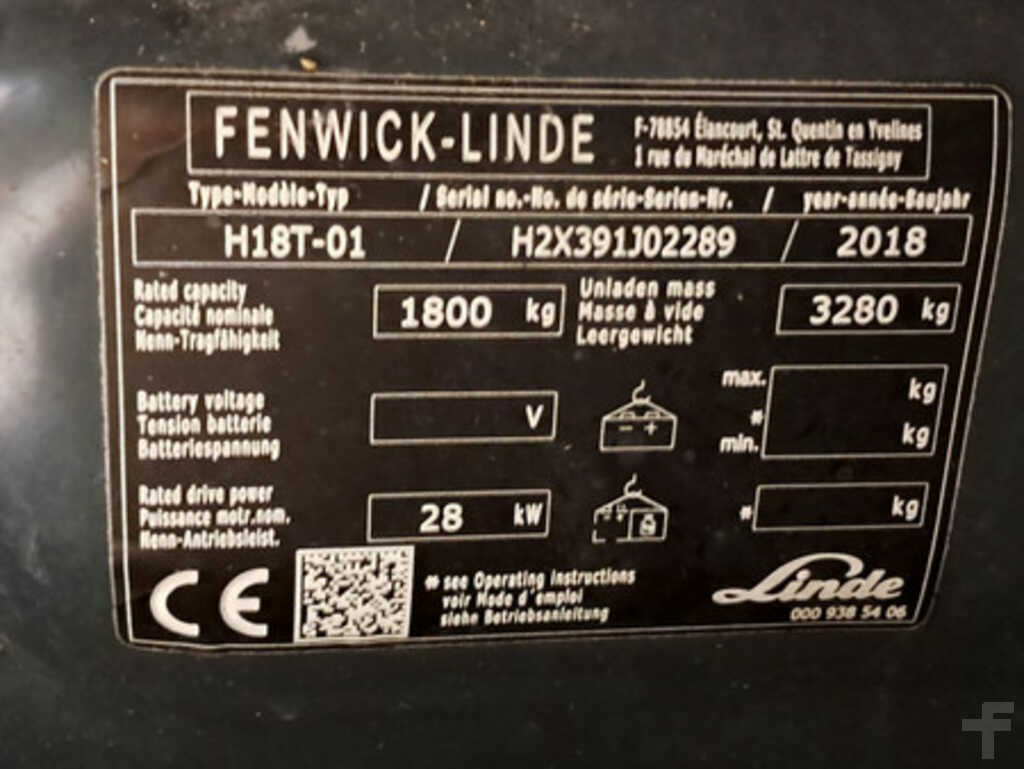 FENWICK-LINDE
F-78854 Élancourt, St. Quentin en Yvelines
1 rue du Maréchal de Lattre de Tassigny
Type-Modèle-Typ / Serial no.-No. de série-Serien-Nr. / year-année-Baujahr
H18T-01 / H2X391J02289 / 2018
Rated capacity
Capacité nominale
Nenn-Tragfähigkeit
1800 kg
Unladen mass
Masse à vide
Leergewicht
3280 kg
Battery voltage
Tension batterie
Batteriespannung
V
- +
max. kg
*
min. kg
Rated drive power
Puissance motr.nom.
Nenn-Antriebsleist.
28 kW
* kg
CE
* see Operating instructions
voir Mode d'emploi
siehe Betriebsanleitung
Linde
000 938 54 06